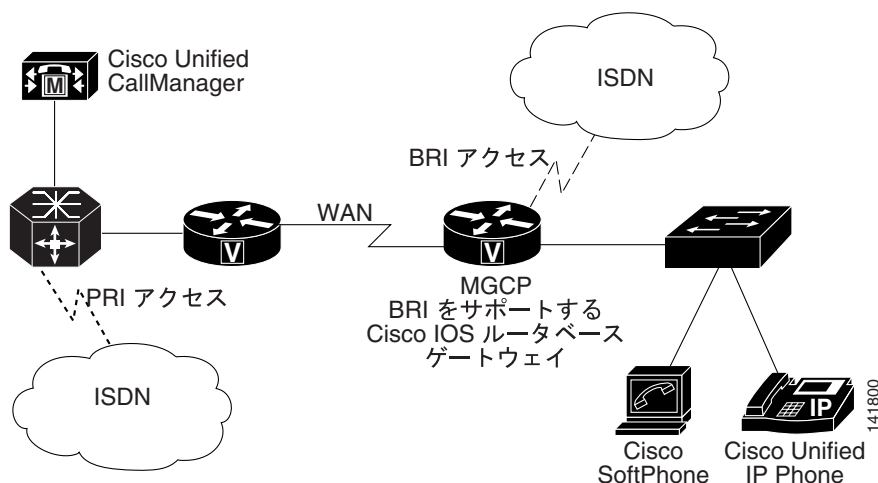 Cisco Unified
CallManager
M
ISDN
BRI アクセス
WAN
V
V
PRI アクセス
MGCP
BRI をサポートする
Cisco IOS ルータベース
ゲートウェイ
ISDN
IP
Cisco
SoftPhone
Cisco Unified
IP Phone
141800